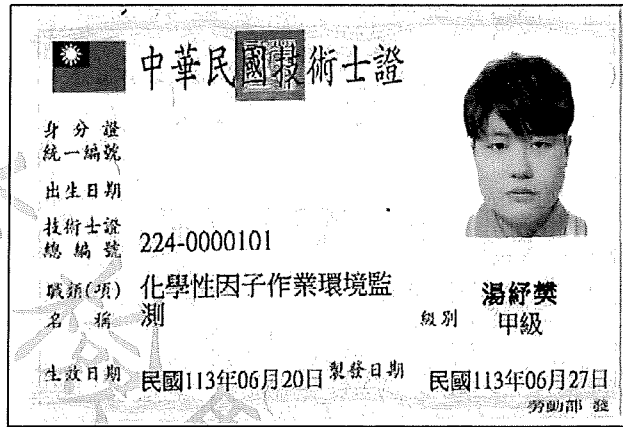 中華民國技術士證
身分證
統一編號
出生日期
技術士證
總編號 224-0000101
職類(項) 化學性因子作業環境監
名稱 測
湯紓奬
級別 甲級
生效日期 民國113年06月20日 製發日期 民國113年06月27日
勞動部 發